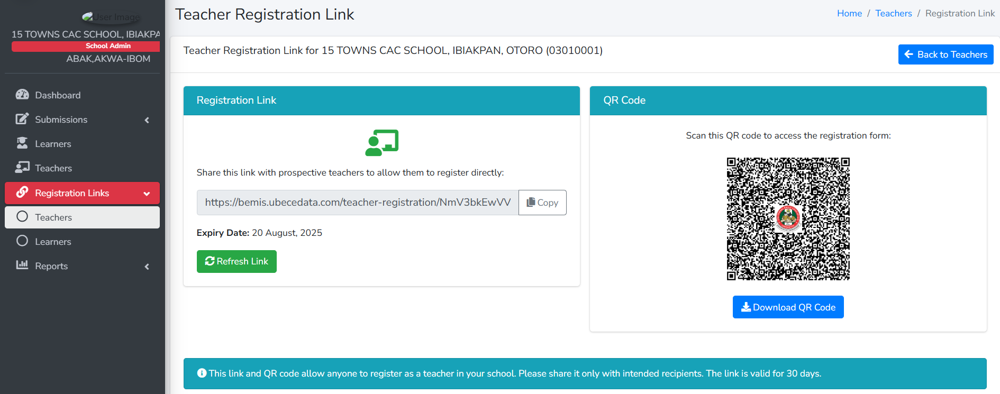 User Image
15 TOWNS CAC SCHOOL, IBIAKPA
School Admin
ABAK,AKWA-IBOM
Dashboard
Submissions
Learners
Teachers
Registration Links
Teachers
Learners
Reports
Teacher Registration Link
Home / Teachers / Registration Link
Teacher Registration Link for 15 TOWNS CAC SCHOOL, IBIAKPAN, OTORO (03010001)
Back to Teachers
Registration Link
Share this link with prospective teachers to allow them to register directly:
https://bemis.ubecedata.com/teacher-registration/NmV3bkEwVV
Copy
Expiry Date: 20 August, 2025
Refresh Link
QR Code
Scan this QR code to access the registration form:
Download QR Code
This link and QR code allow anyone to register as a teacher in your school. Please share it only with intended recipients. The link is valid for 30 days.